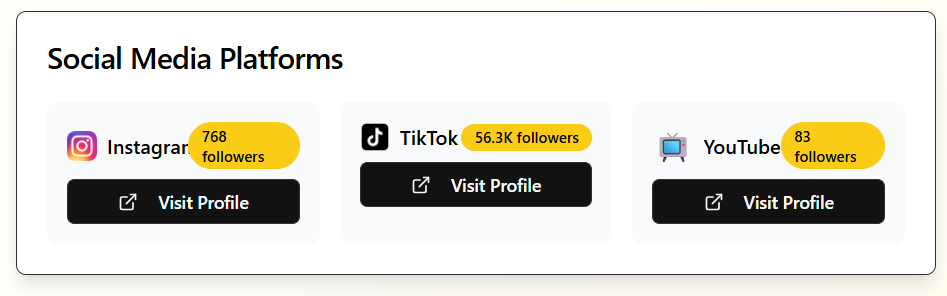 Social Media Platforms
Instagram
768
followers
Visit Profile
TikTok
56.3K followers
Visit Profile
YouTube
83
followers
Visit Profile